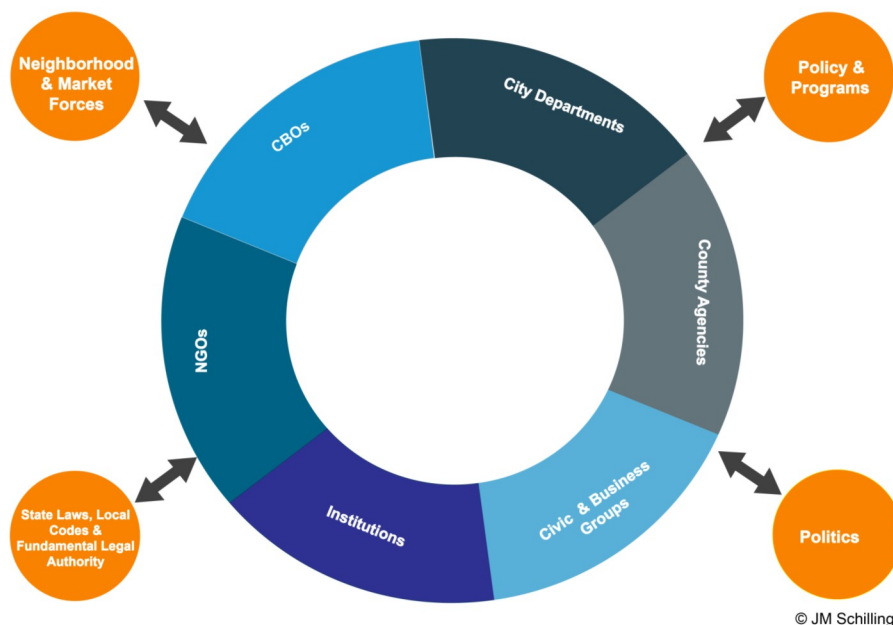 Neighborhood
& Market
Forces
Policy &
Programs
City Departments
CBOs
County Agencies
NGOs
Civic & Business
Groups
Institutions
State Laws, Local
Codes &
Fundamental Legal
Authority
Politics
© JM Schilling